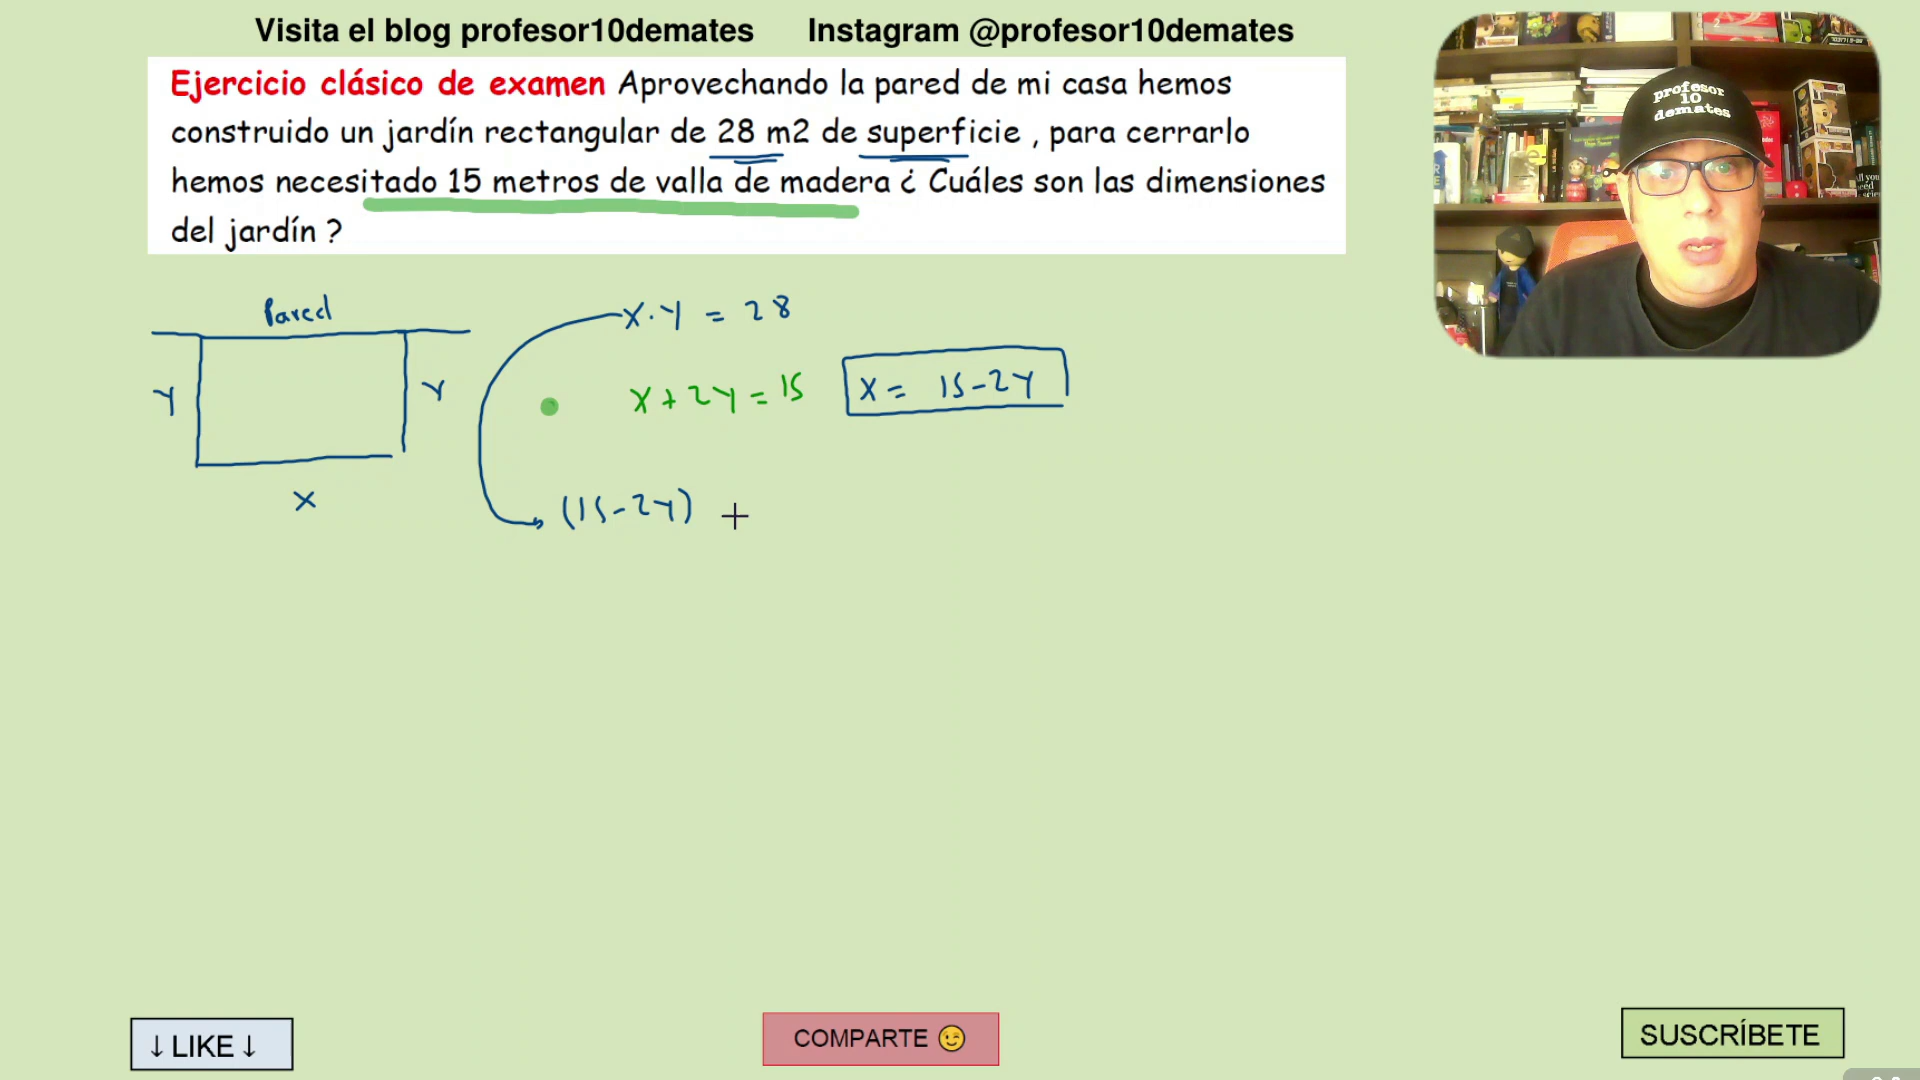 Visita el blog profesor10demates Instagram @profesor10demates
Ejercicio clásico de examen Aprovechando la pared de mi casa hemos
construido un jardín rectangular de 28 m2 de superficie , para cerrarlo
hemos necesitado 15 metros de valla de madera ¿ Cuáles son las dimensiones
del jardín ?
profesor
10
demates
Pared
X·Y = 28
Y
Y
X+2Y=15
X= 15-2Y
X
(15-2Y)
↓LIKE↓
COMPARTE 😉
SUSCRÍBETE